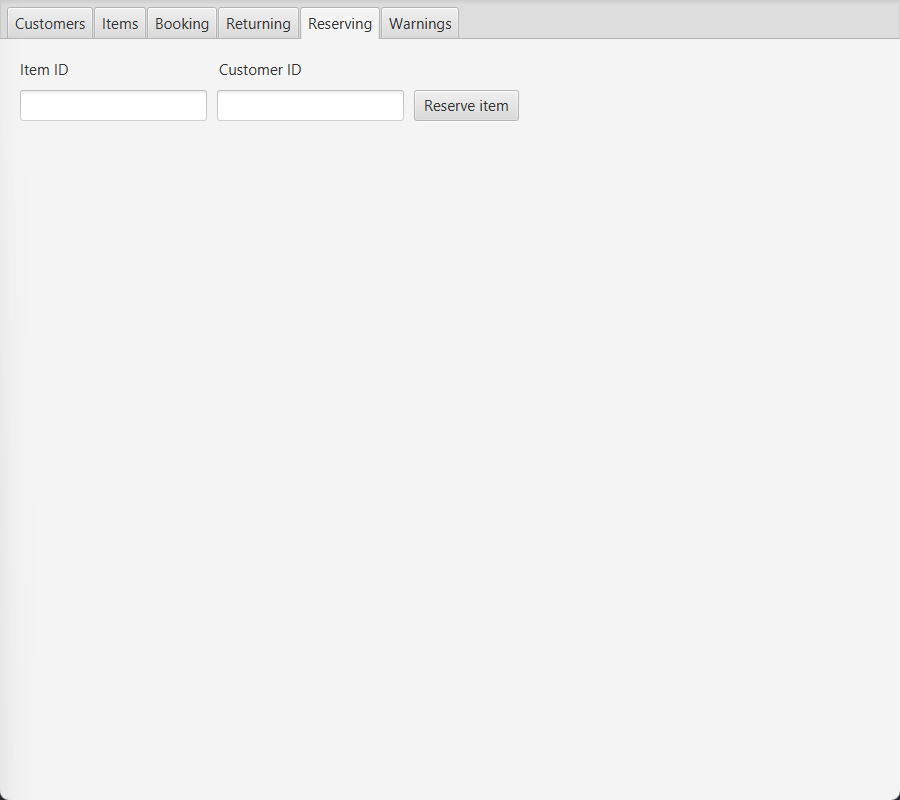 Customers Items Booking Returning Reserving Warnings
Item ID Customer ID
Reserve item